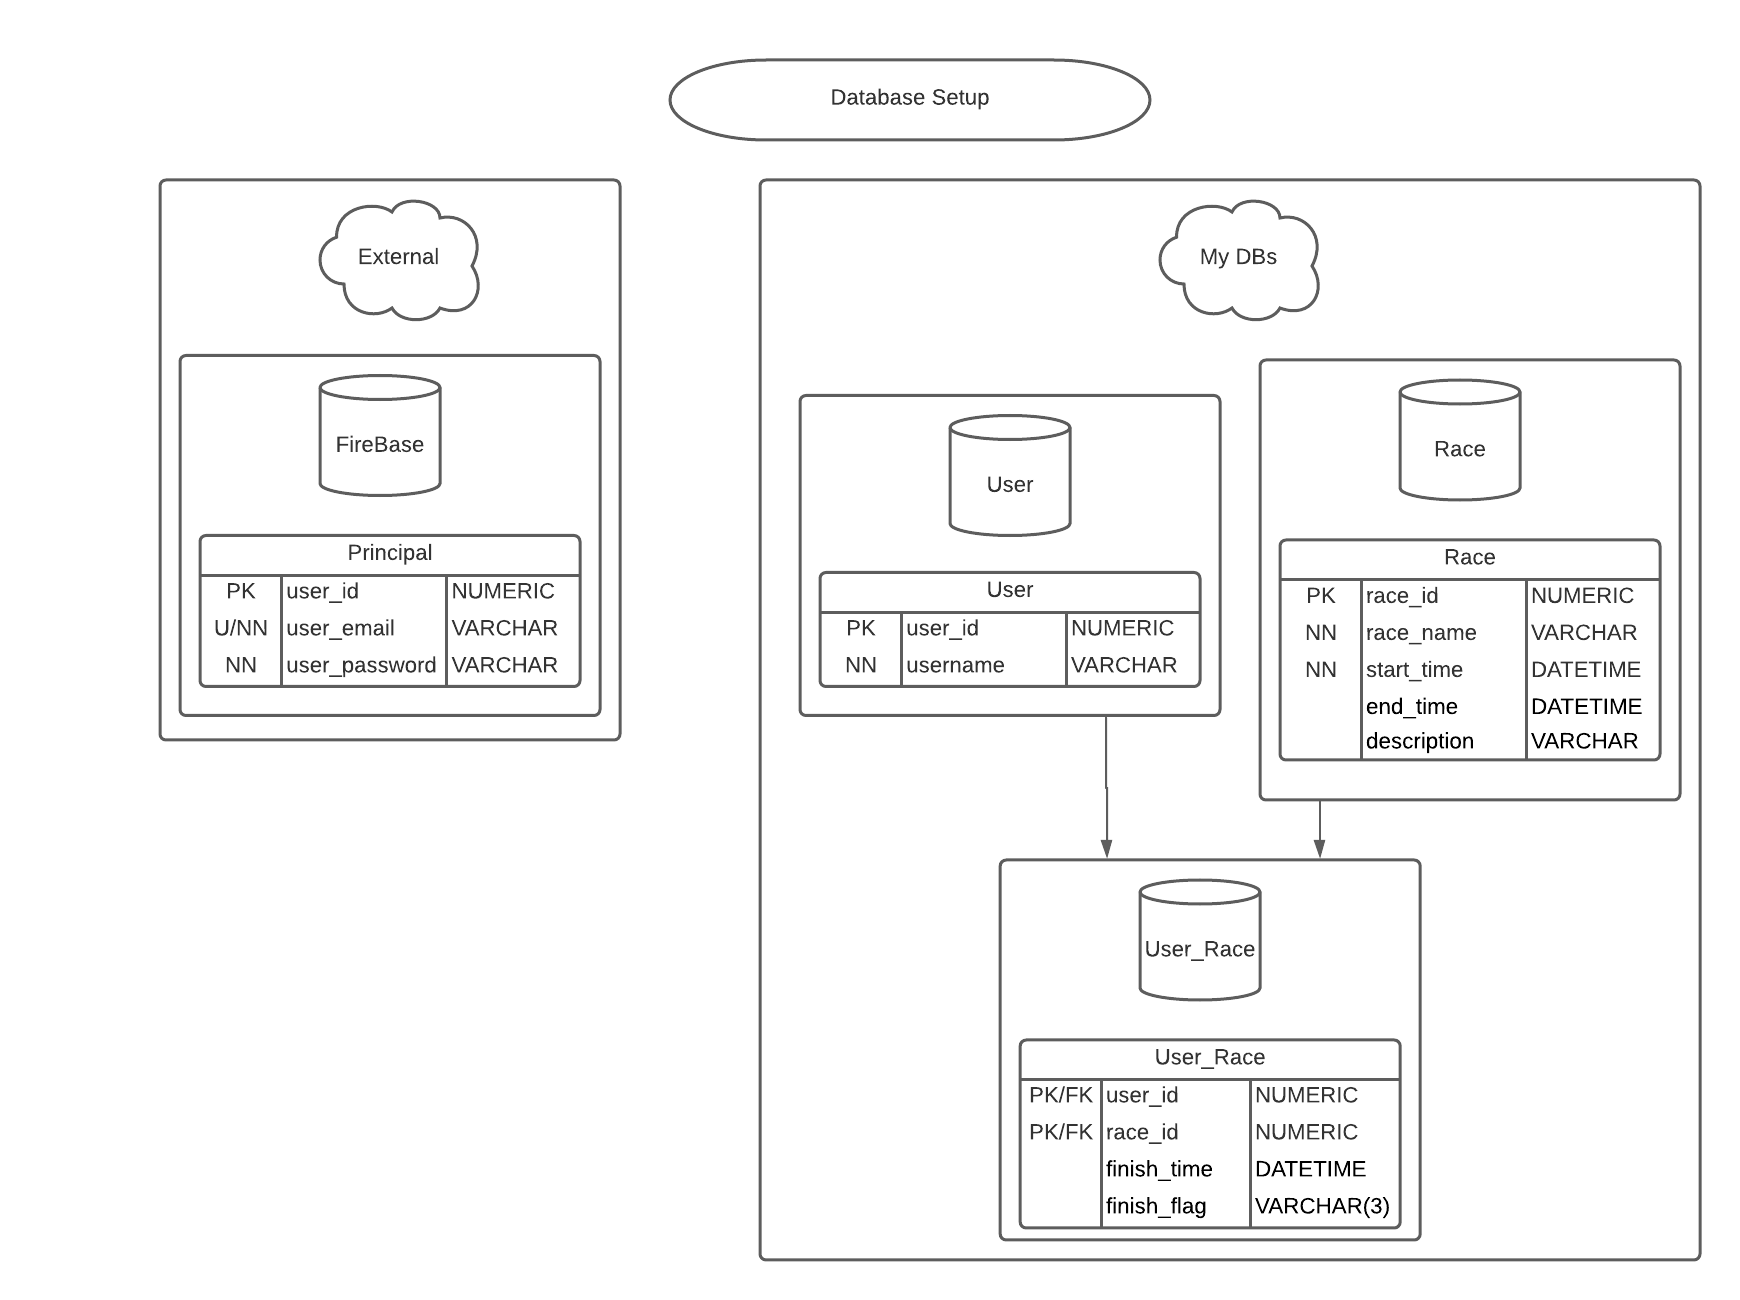 Database Setup
External
FireBase
Principal
PK user_id NUMERIC
U/NN user_email VARCHAR
NN user_password VARCHAR
My DBs
User
User
PK user_id NUMERIC
NN username VARCHAR
Race
Race
PK race_id NUMERIC
NN race_name VARCHAR
NN start_time DATETIME
end_time DATETIME
description VARCHAR
User_Race
User_Race
PK/FK user_id NUMERIC
PK/FK race_id NUMERIC
finish_time DATETIME
finish_flag VARCHAR(3)